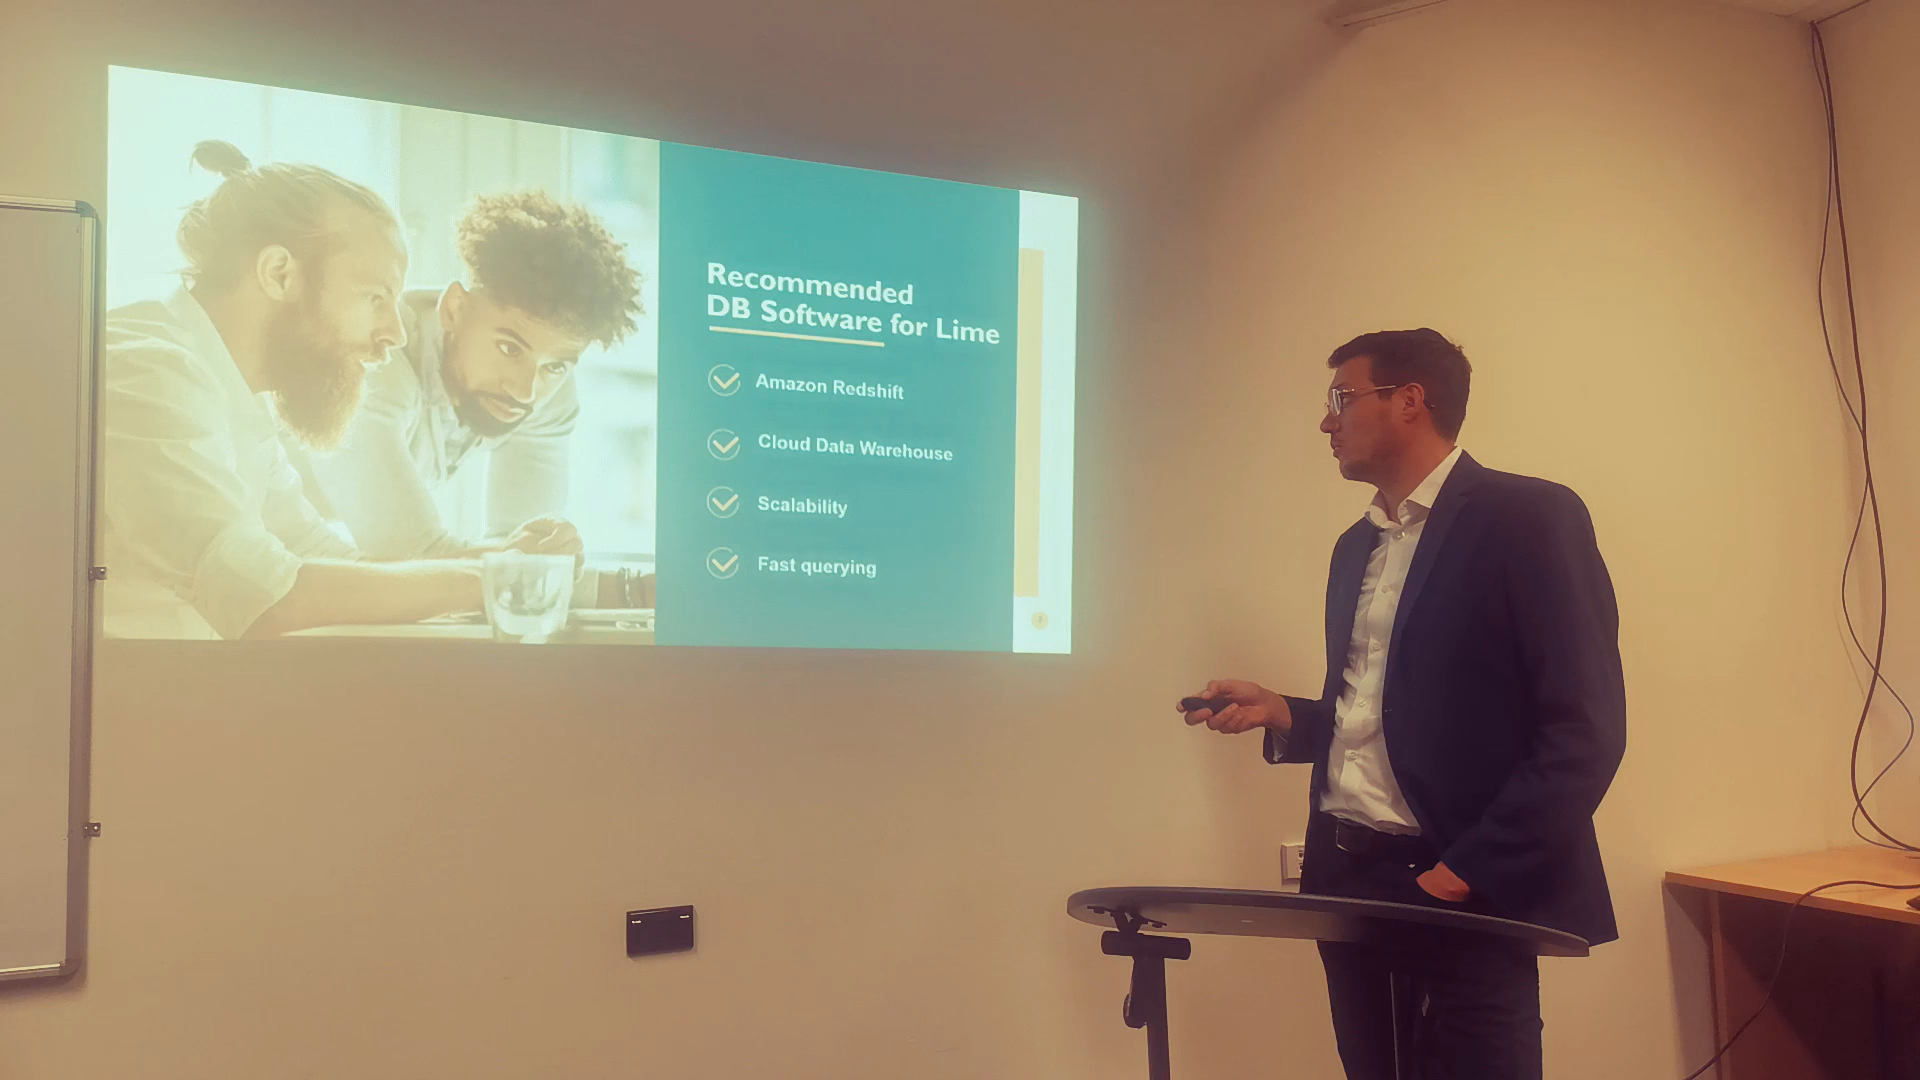 Recommended
DB Software for Lime
Amazon Redshift
Cloud Data Warehouse
Scalability
Fast querying